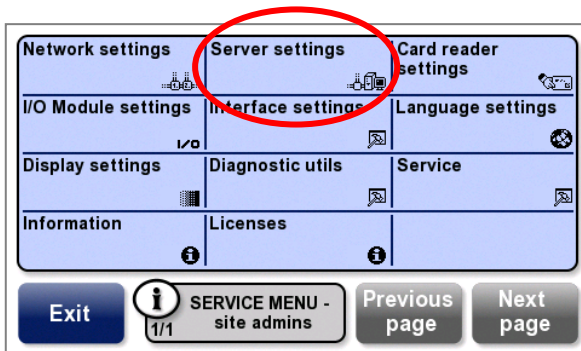 Network settings
Server settings
Card reader
settings
I/O Module settings
Interface settings
Language settings
I/O
Display settings
Diagnostic utils
Service
Information
Licenses
Exit
i
1/1
SERVICE MENU -
site admins
Previous
page
Next
page